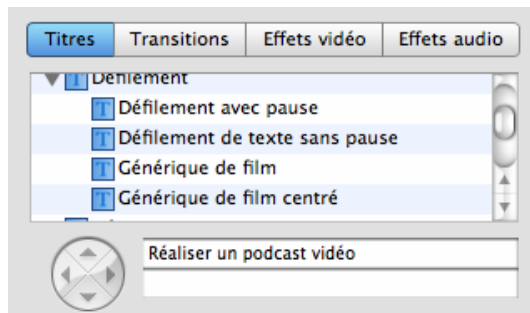 Titres Transitions Effets vidéo Effets audio
Défilement
Défilement avec pause
Défilement de texte sans pause
Générique de film
Générique de film centré
Réaliser un podcast vidéo